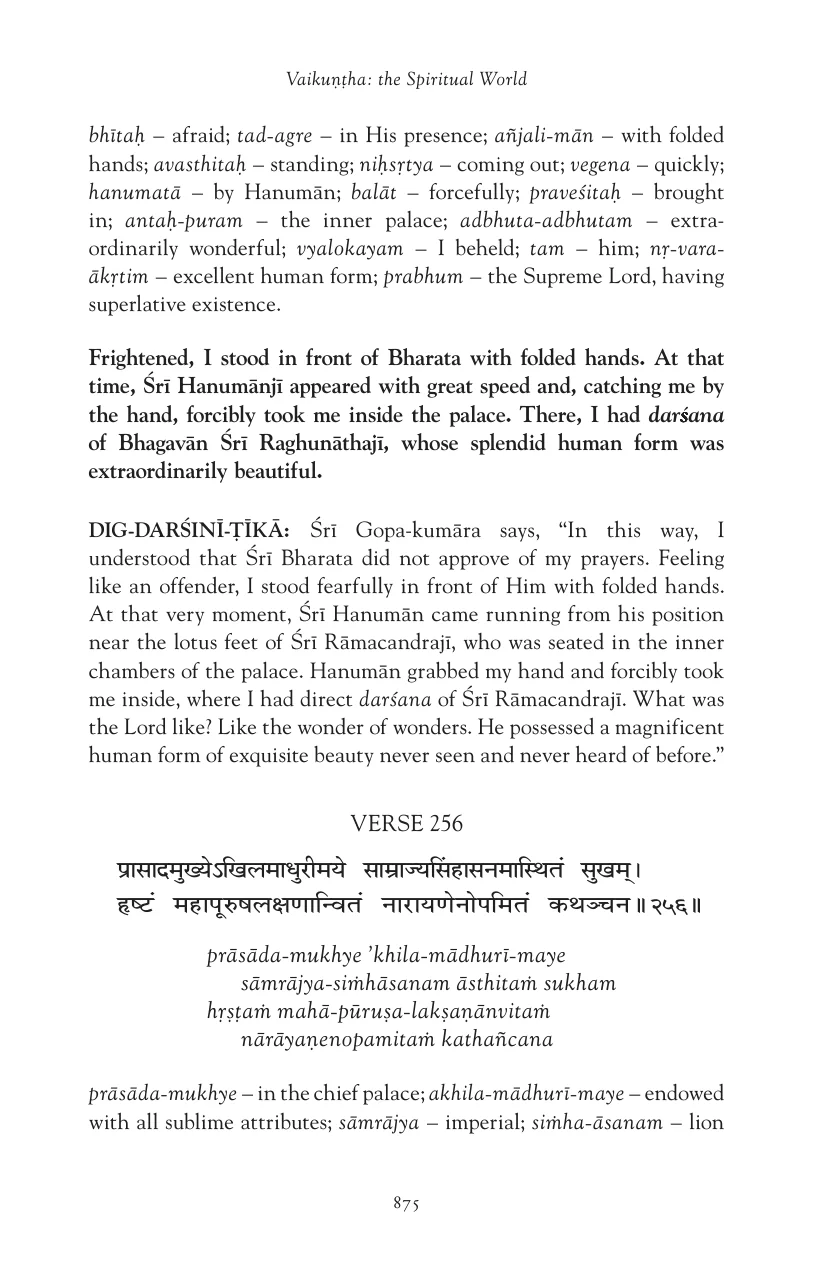 Vaikuṇṭha: the Spiritual World
bhītaḥ – afraid; tad-agre – in His presence; añjali-mān – with folded
hands; avasthitaḥ – standing; niḥsṛtya – coming out; vegena – quickly;
hanumatā – by Hanumān; balāt – forcefully; praveśitaḥ – brought
in; antaḥ-puram – the inner palace; adbhuta-adbhutam – extra-
ordinarily wonderful; vyalokayam – I beheld; tam – him; nṛ-vara-
ākṛtim – excellent human form; prabhum – the Supreme Lord, having
superlative existence.
Frightened, I stood in front of Bharata with folded hands. At that
time, Śrī Hanumānjī appeared with great speed and, catching me by
the hand, forcibly took me inside the palace. There, I had darśana
of Bhagavān Śrī Raghunāthajī, whose splendid human form was
extraordinarily beautiful.
DIG-DARŚINĪ-ṬĪKĀ: Śrī Gopa-kumāra says, “In this way, I
understood that Śrī Bharata did not approve of my prayers. Feeling
like an offender, I stood fearfully in front of Him with folded hands.
At that very moment, Śrī Hanumān came running from his position
near the lotus feet of Śrī Rāmacandrajī, who was seated in the inner
chambers of the palace. Hanumān grabbed my hand and forcibly took
me inside, where I had direct darśana of Śrī Rāmacandrajī. What was
the Lord like? Like the wonder of wonders. He possessed a magnificent
human form of exquisite beauty never seen and never heard of before.”
VERSE 256
प्रासादमुख्येऽखिलमाधुरीमये साम्राज्यसिंहासनमास्थितं सुखम्।
हृष्टं महापूरुषलक्षणान्वितं नारायणेनोपमितं कथञ्चन॥२५६॥
prāsāda-mukhye ’khila-mādhurī-maye
sāmrājya-siṁhāsanam āsthitaṁ sukham
hṛṣṭaṁ mahā-pūruṣa-lakṣaṇānvitaṁ
nārāyaṇenopamitaṁ kathañcana
prāsāda-mukhye – in the chief palace; akhila-mādhurī-maye – endowed
with all sublime attributes; sāmrājya – imperial; siṁha-āsanam – lion
875